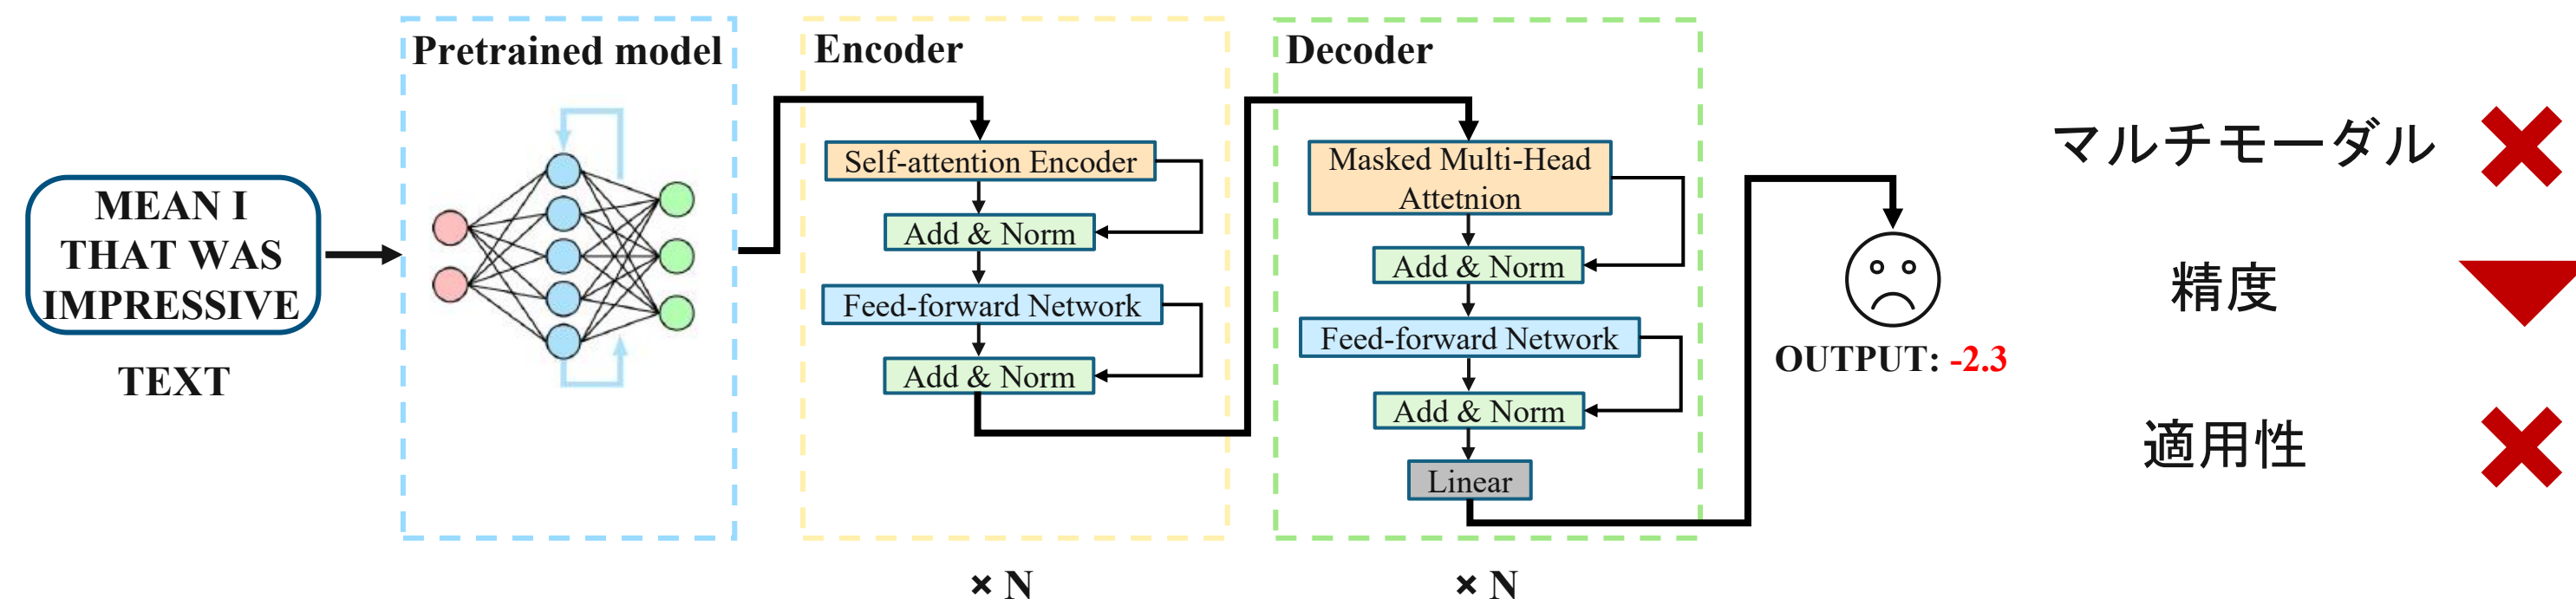 MEAN I
THAT WAS
IMPRESSIVE
TEXT
Pretrained model
Encoder
Self-attention Encoder
Add & Norm
Feed-forward Network
Add & Norm
× N
Decoder
Masked Multi-Head
Attetnion
Add & Norm
Feed-forward Network
Add & Norm
Linear
× N
OUTPUT: -2.3
マルチモーダル
精度
適用性